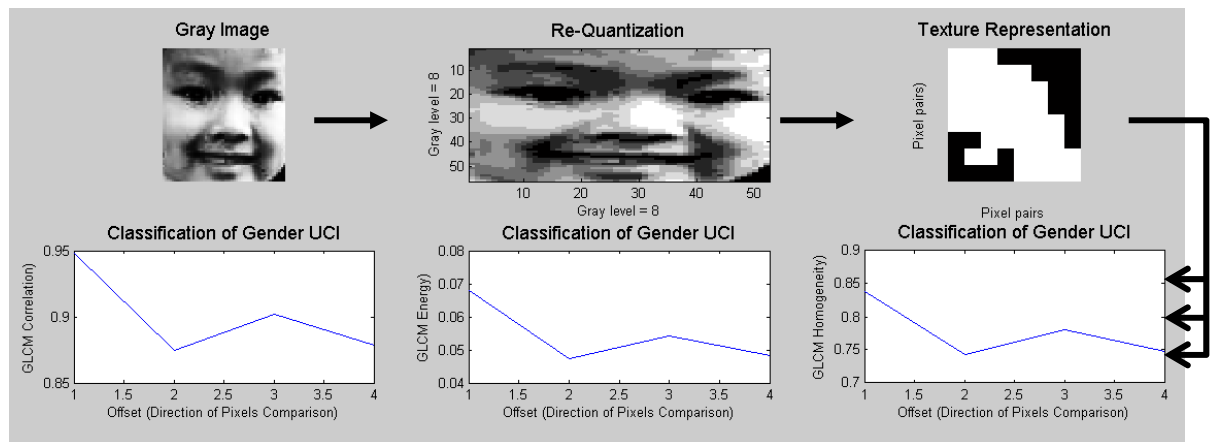 Gray Image
Re-Quantization
Texture Representation
Gray level = 8
10
20
30
40
50
10 20 30 40 50
Gray level = 8
Pixel pairs)
Pixel pairs
Classification of Gender UCI
GLCM Correlation)
0.95
0.9
0.85
1 1.5 2 2.5 3 3.5 4
Offset (Direction of Pixels Comparison)
Classification of Gender UCI
GLCM Energy)
0.08
0.07
0.06
0.05
0.04
1 1.5 2 2.5 3 3.5 4
Offset (Direction of Pixels Comparison)
Classification of Gender UCI
GLCM Homogeneity)
0.9
0.85
0.8
0.75
0.7
1 1.5 2 2.5 3 3.5 4
Offset (Direction of Pixels Comparison)